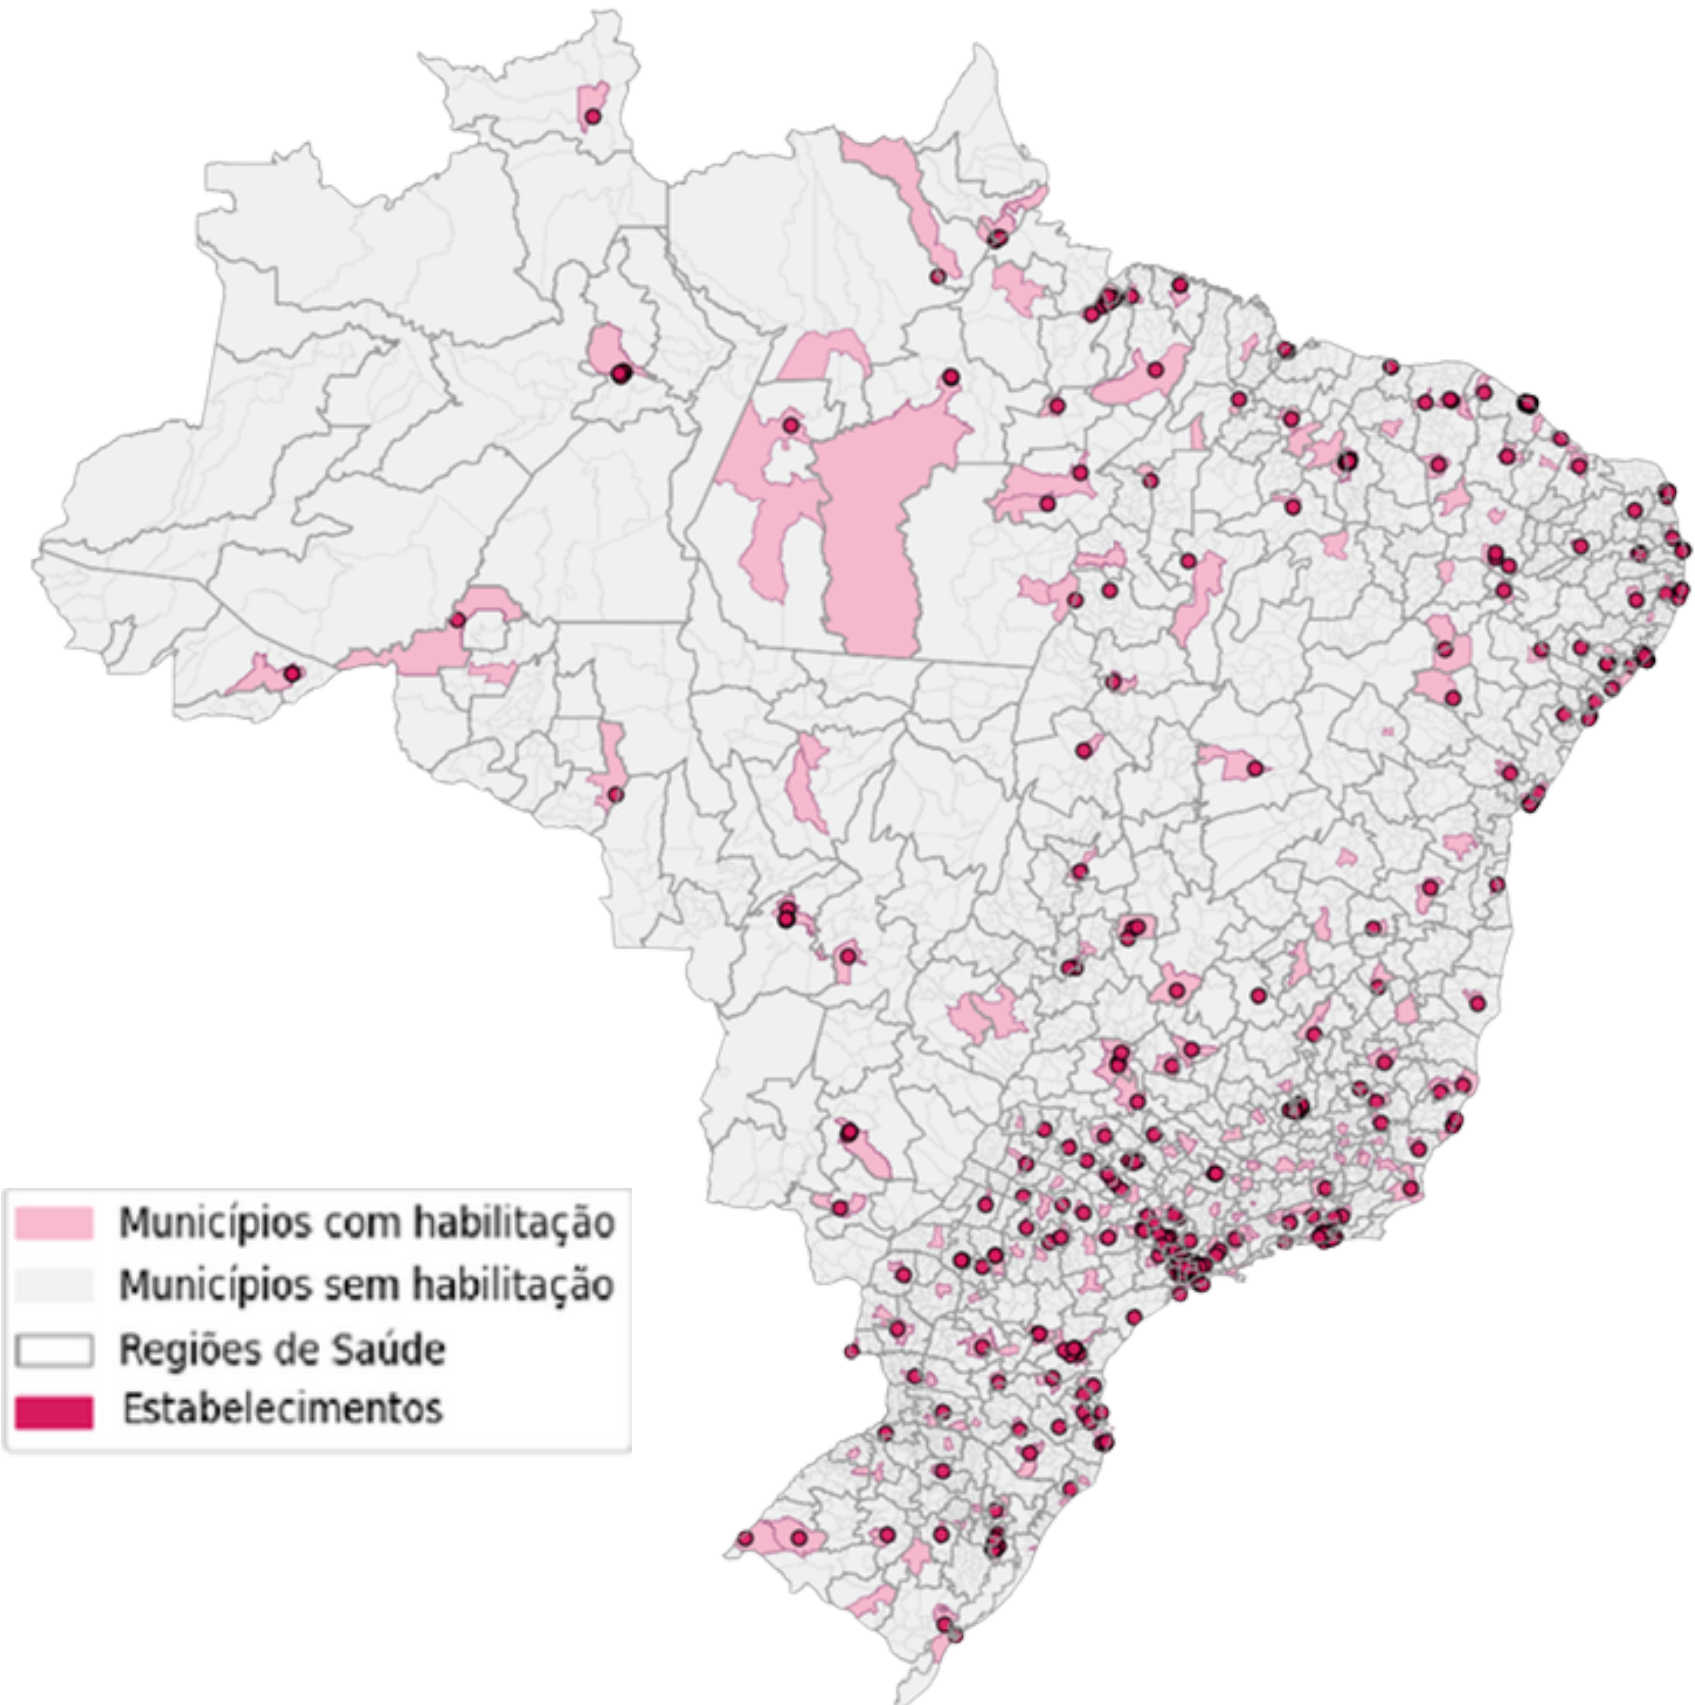 Municípios com habilitação
Municípios sem habilitação
Regiões de Saúde
Estabelecimentos